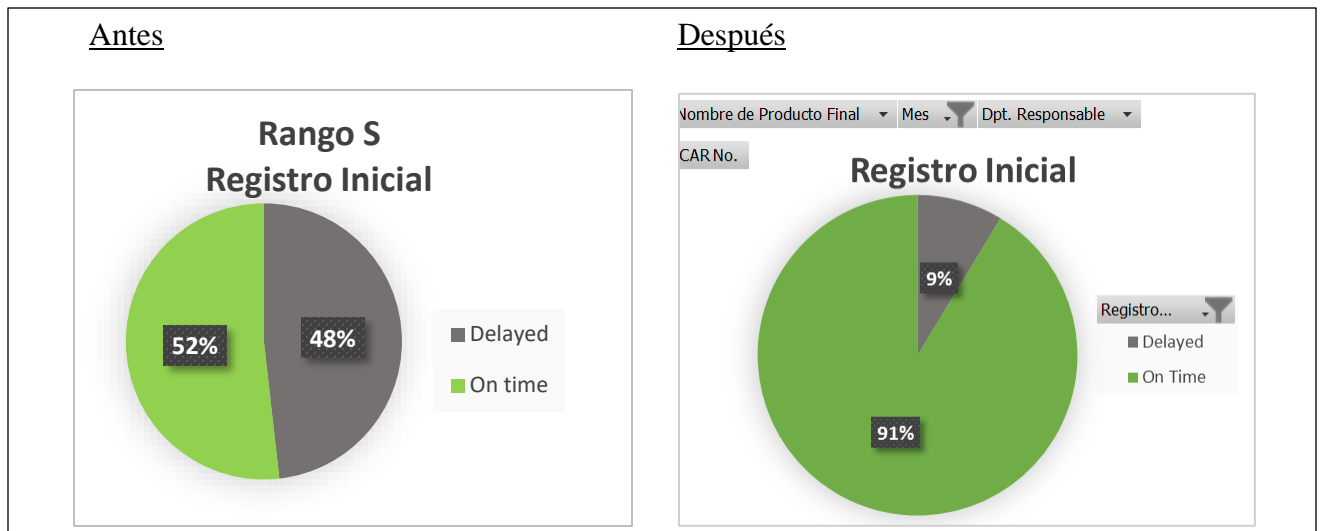 Antes
Después
Rango S
Registro Inicial
52%
48%
Delayed
On time
Nombre de Producto Final
Mes
Dpt. Responsable
CAR No.
Registro Inicial
9%
91%
Registro...
Delayed
On Time